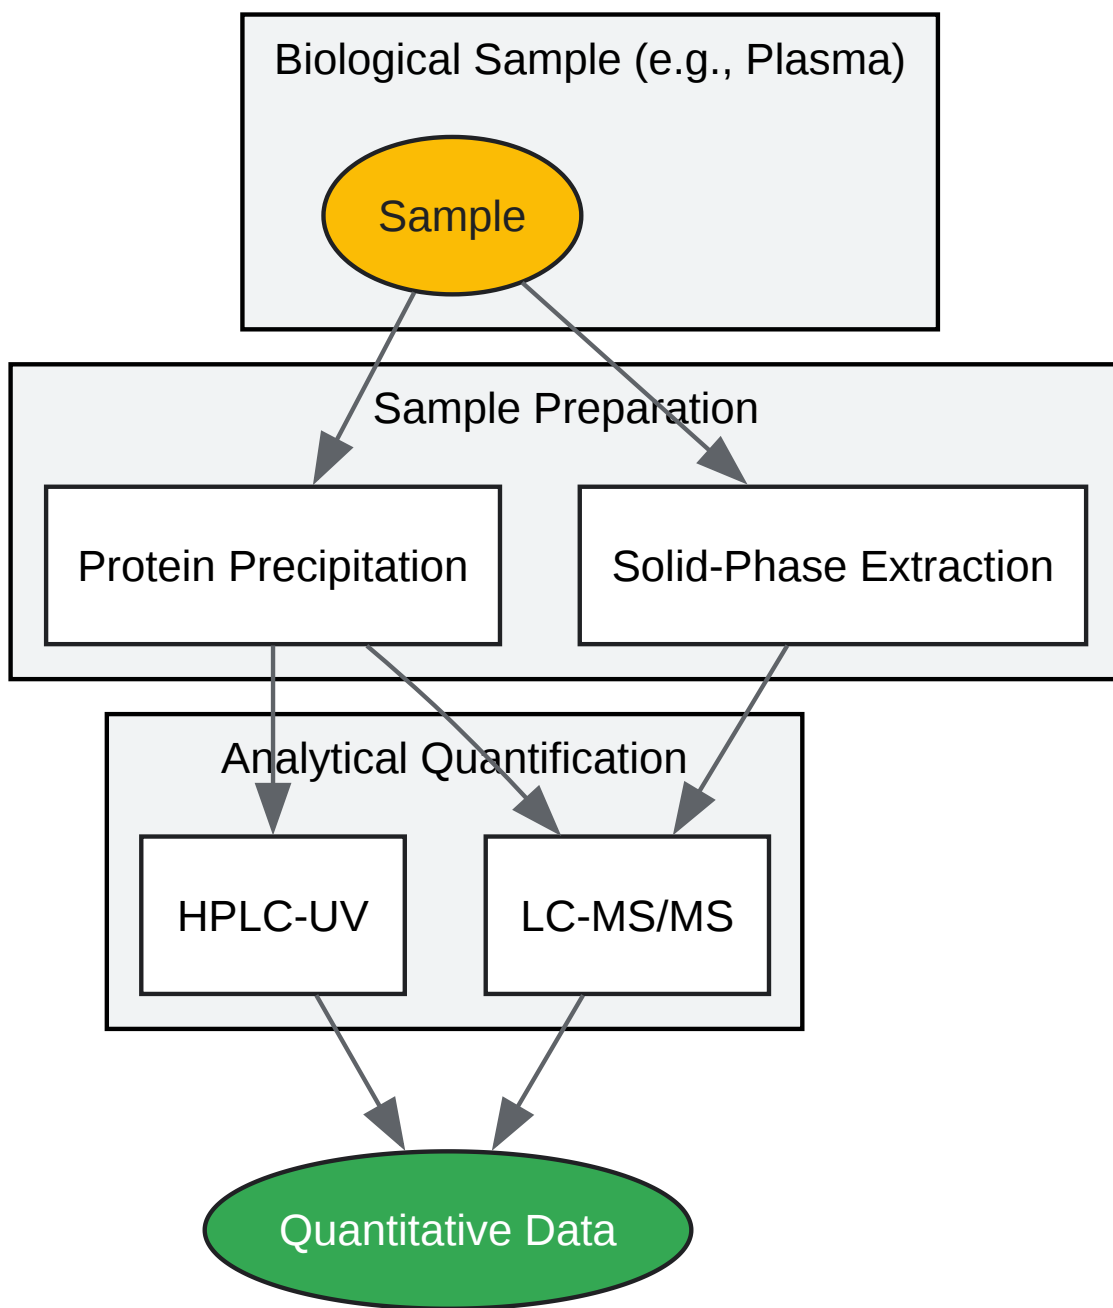 Biological Sample (e.g., Plasma)
Sample
Sample Preparation
Protein Precipitation
Solid-Phase Extraction
Analytical Quantification
HPLC-UV
LC-MS/MS
Quantitative Data